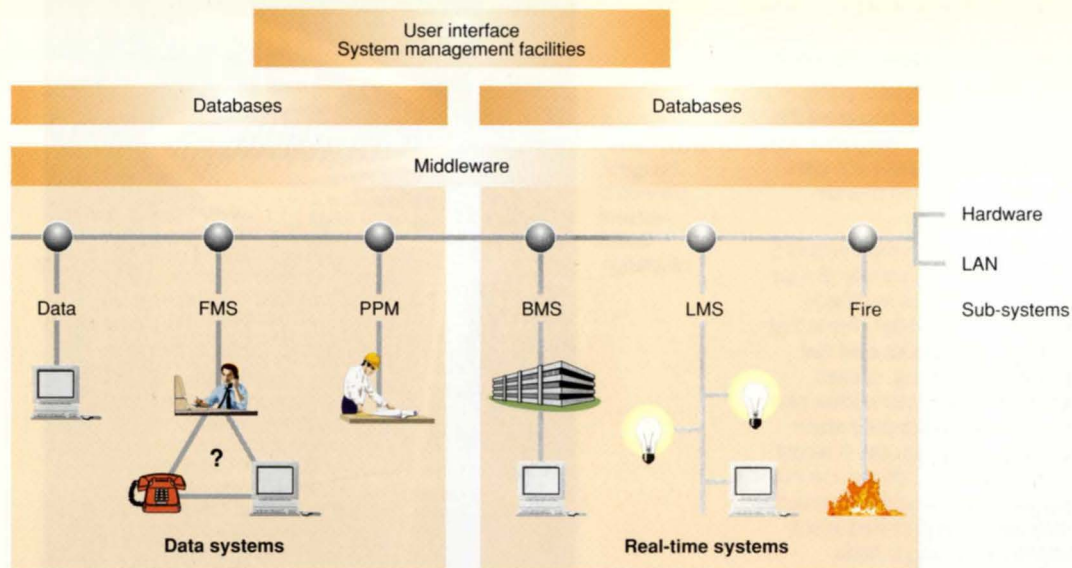 User interface
System management facilities
Databases
Databases
Middleware
Hardware
LAN
Data
FMS
PPM
BMS
LMS
Fire
Sub-systems
?
Data systems
Real-time systems